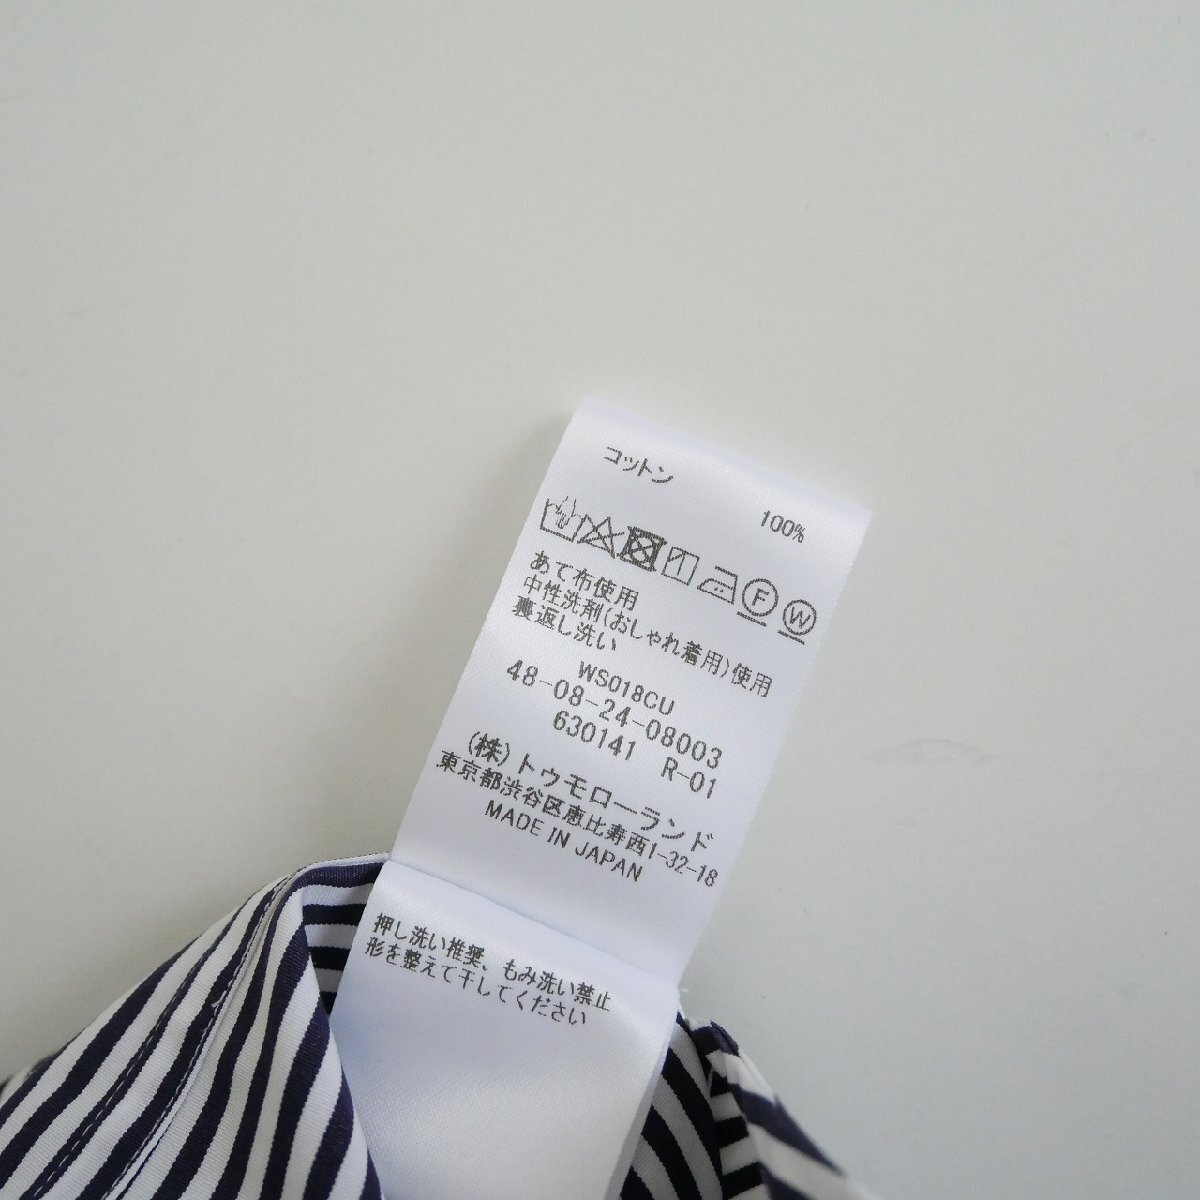 コットン
100%
F W
あて布使用
中性洗剤(おしゃれ着用)使用
裏返し洗い
WS018CU
48-08-24-08003
630141 R-01
(株)トゥモローランド
東京都渋谷区恵比寿西1-32-18
MADE IN JAPAN
押し洗い推奨、もみ洗い禁止
形を整えて干してください